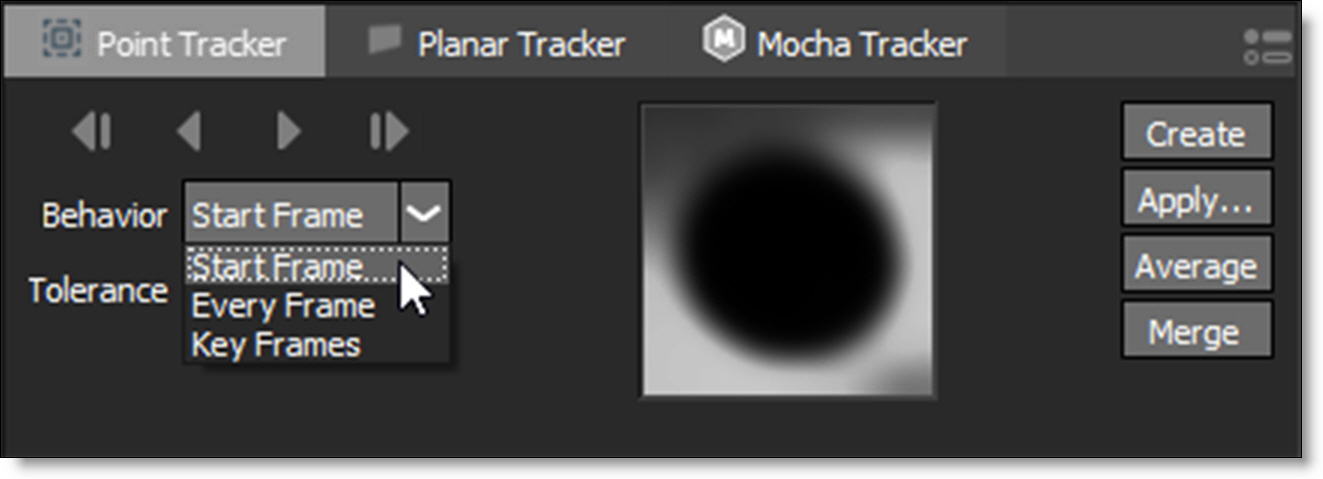 Point Tracker
Planar Tracker
M
Mocha Tracker
Behavior
Start Frame
Start Frame
Every Frame
Key Frames
Tolerance
Create
Apply...
Average
Merge